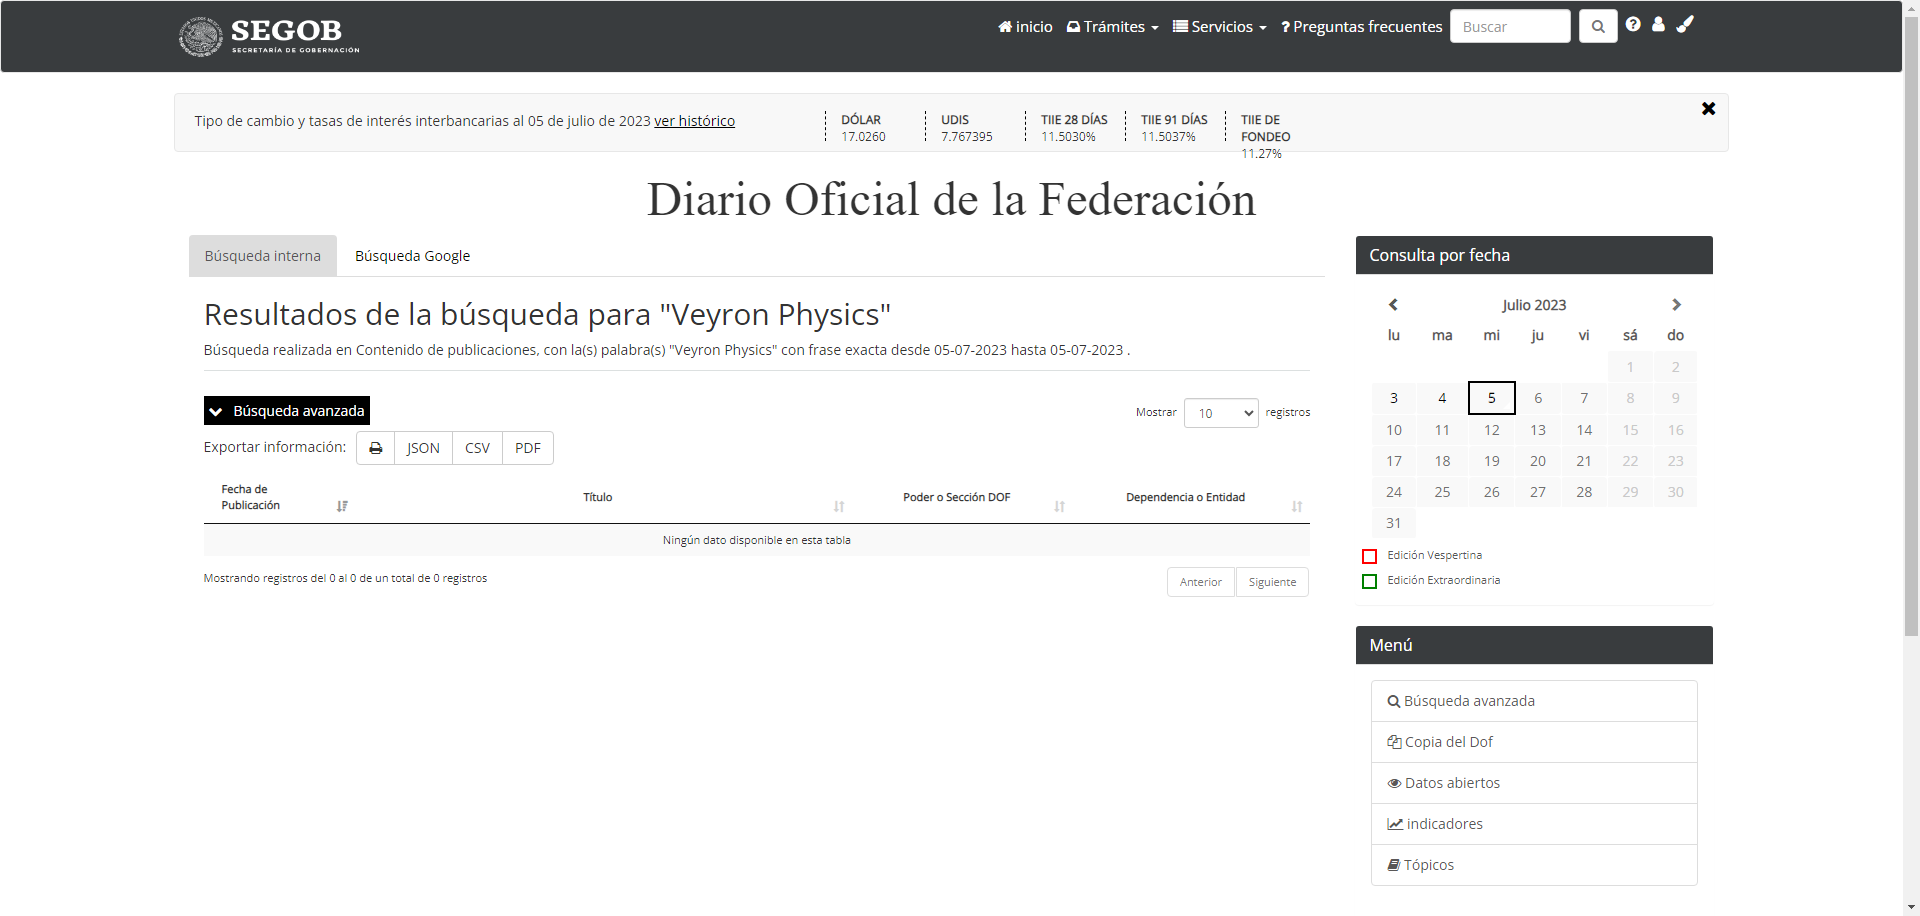 SEGOB
SECRETARÍA DE GOBERNACIÓN
inicio
Trámites
Servicios
? Preguntas frecuentes
Buscar
Tipo de cambio y tasas de interés interbancarias al 05 de julio de 2023 ver histórico
DÓLAR
17.0260
UDIS
7.767395
TIIE 28 DÍAS
11.5030%
TIIE 91 DÍAS
11.5037%
TIIE DE
FONDEO
11.27%
Diario Oficial de la Federación
Búsqueda interna
Búsqueda Google
Resultados de la búsqueda para "Veyron Physics"
Búsqueda realizada en Contenido de publicaciones, con la(s) palabra(s) "Veyron Physics" con frase exacta desde 05-07-2023 hasta 05-07-2023 .
Búsqueda avanzada
Mostrar 10 registros
Exportar información:
JSON
CSV
PDF
Fecha de
Publicación
Título
Poder o Sección DOF
Dependencia o Entidad
Ningún dato disponible en esta tabla
Mostrando registros del 0 al 0 de un total de 0 registros
Anterior
Siguiente
Consulta por fecha
Julio 2023
lu ma mi ju vi sá do
1 2
3 4 5 6 7 8 9
10 11 12 13 14 15 16
17 18 19 20 21 22 23
24 25 26 27 28 29 30
31
Edición Vespertina
Edición Extraordinaria
Menú
Búsqueda avanzada
Copia del Dof
Datos abiertos
indicadores
Tópicos